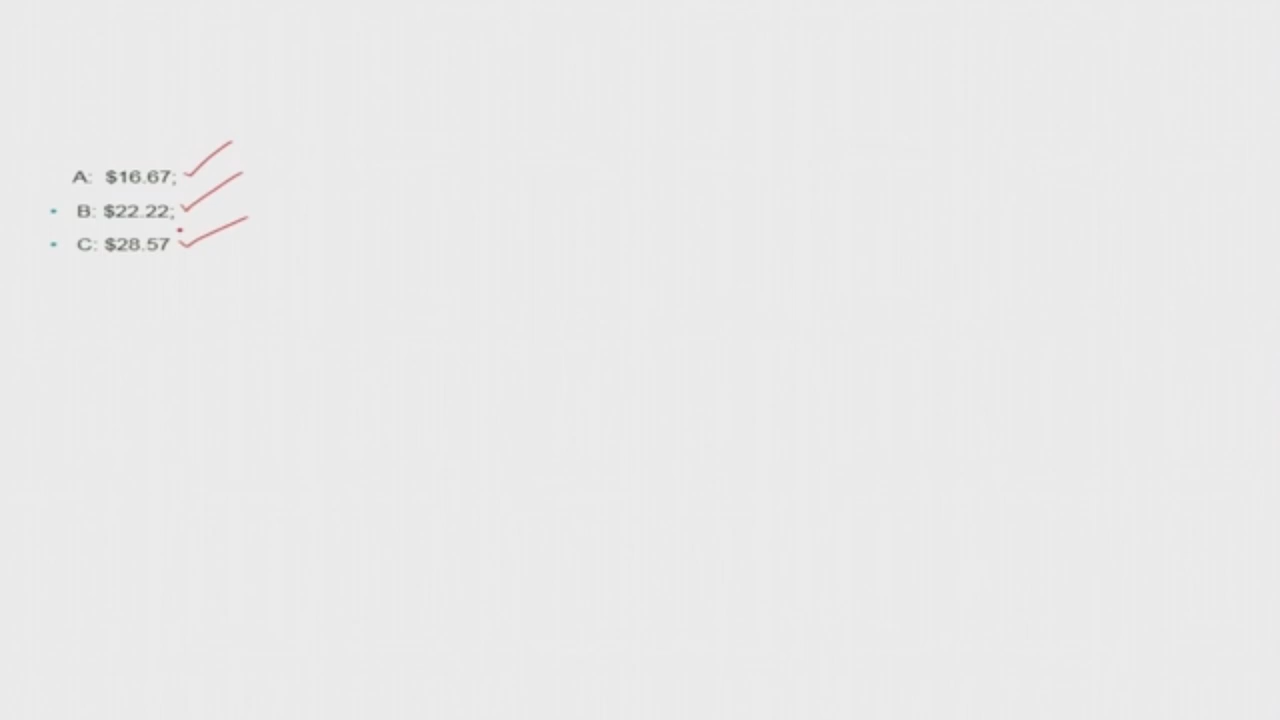 A: $16.67;
• B: $22.22;
• C: $28.57